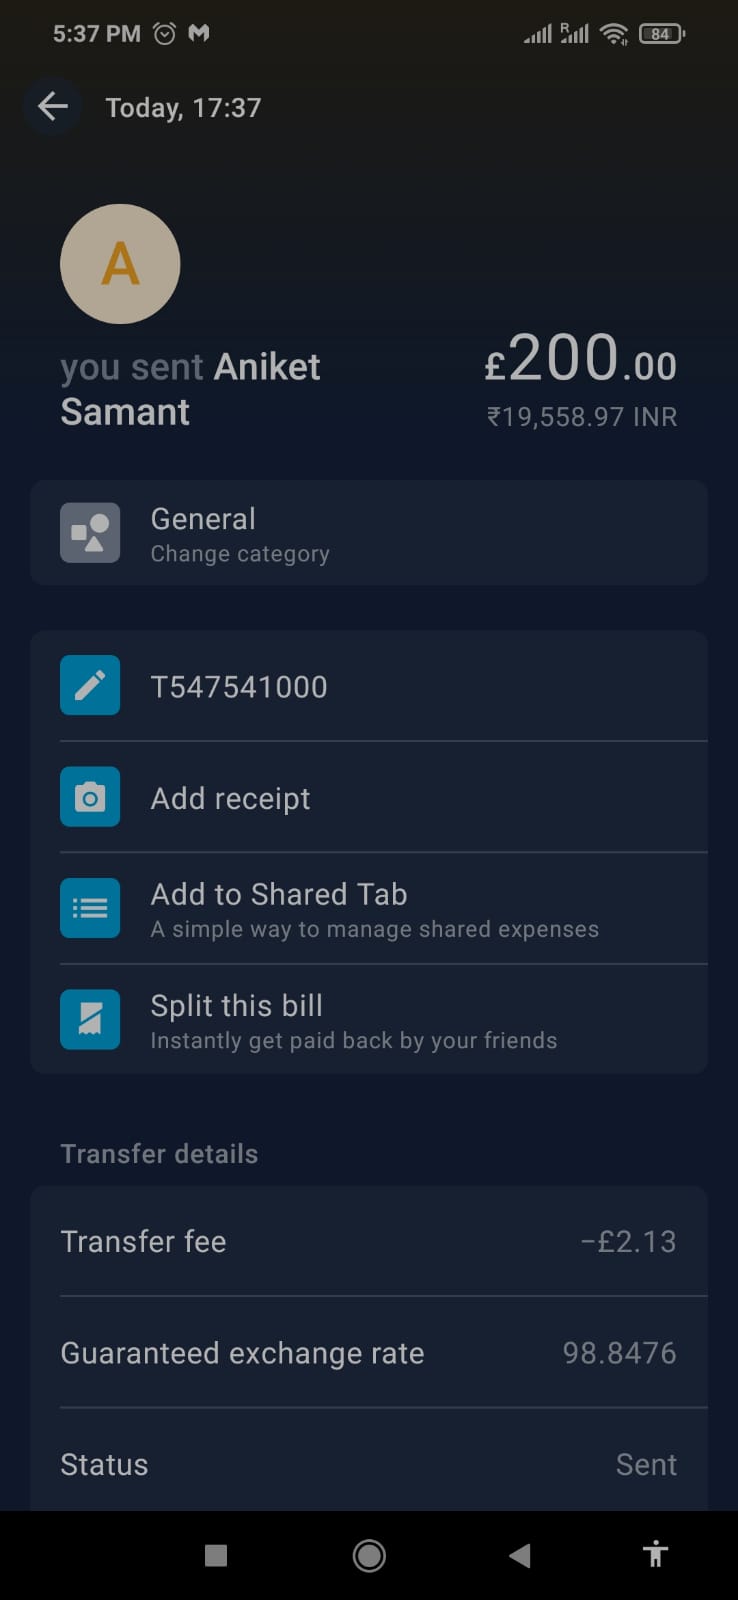 5:37 PM
R
84
Today, 17:37
A
you sent Aniket
Samant
£200.00
₹19,558.97 INR
General
Change category
T547541000
Add receipt
Add to Shared Tab
A simple way to manage shared expenses
Split this bill
Instantly get paid back by your friends
Transfer details
Transfer fee −£2.13
Guaranteed exchange rate 98.8476
Status Sent